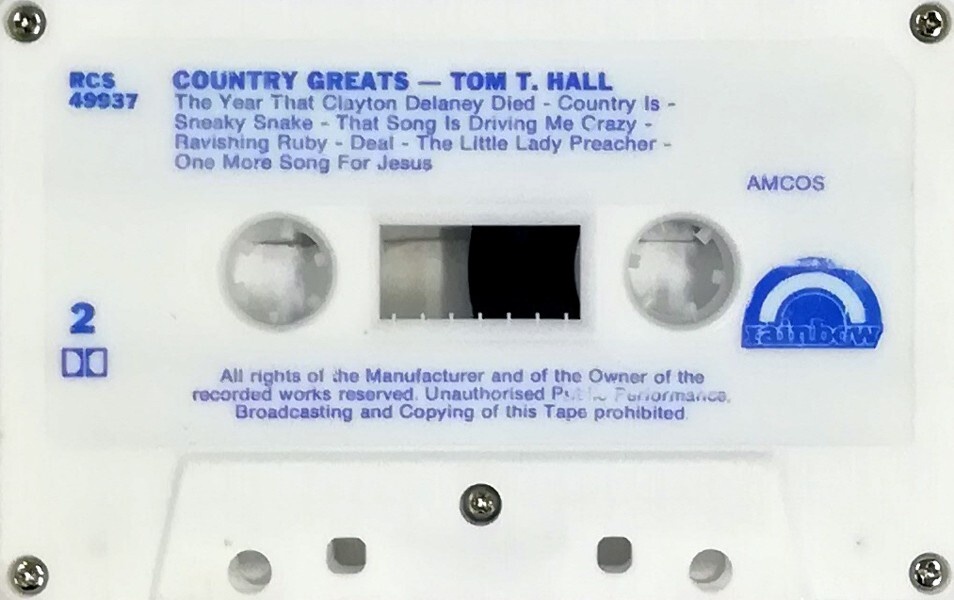 RCS
49937
COUNTRY GREATS — TOM T. HALL
The Year That Clayton Delaney Died - Country Is -
Sneaky Snake - That Song Is Driving Me Crazy -
Ravishing Ruby - Deal - The Little Lady Preacher -
One More Song For Jesus
AMCOS
2
rainbow
All rights of the Manufacturer and of the Owner of the
recorded works reserved. Unauthorised Performance,
Broadcasting and Copying of this Tape prohibited